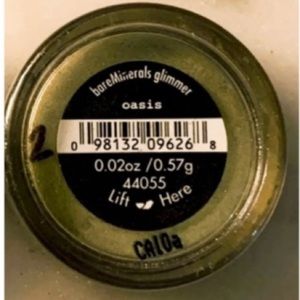 bareMinerals glimmer
oasis
2
0 98132 09626 8
0.02oz /0.57g
44055
Lift Here
CA10a